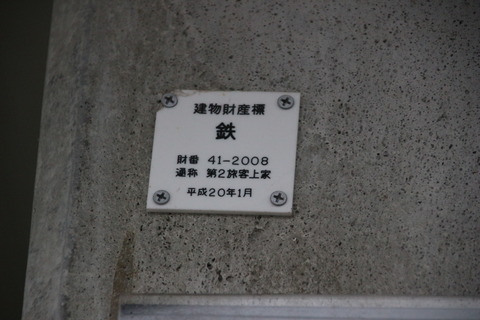 建物財産標
鉄
財番 41-2008
通称 第2旅客上家
平成20年1月